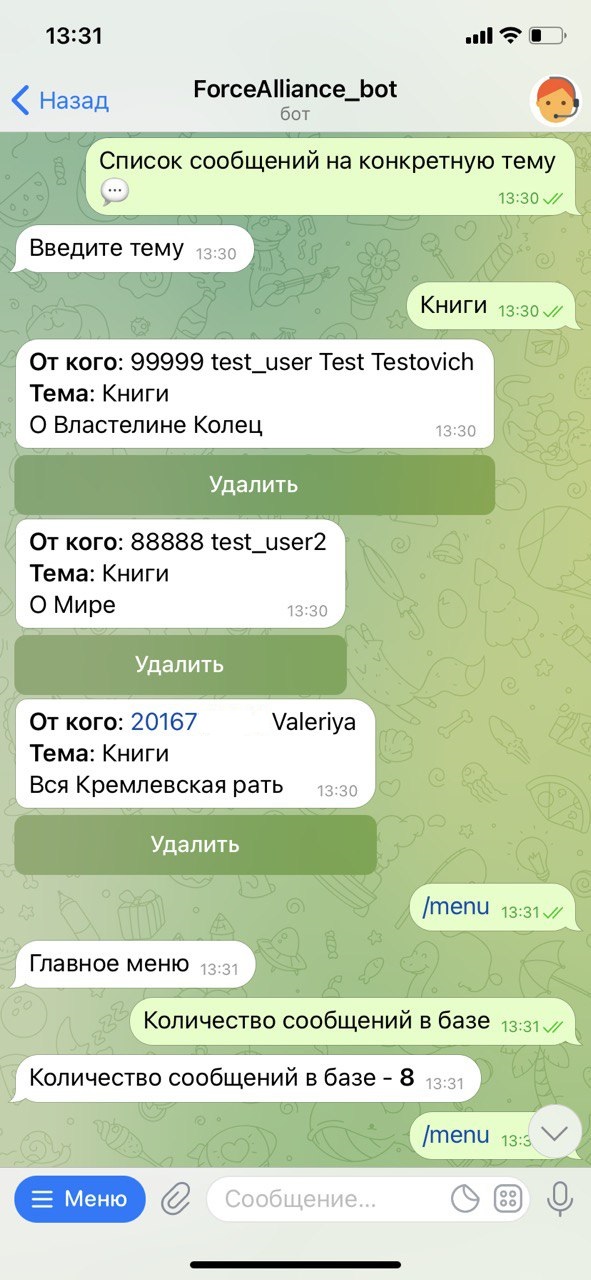 13:31
Назад
ForceAlliance_bot
бот
Список сообщений на конкретную тему
13:30
Введите тему 13:30
Книги 13:30
От кого: 99999 test_user Test Testovich
Тема: Книги
О Властелине Колец 13:30
Удалить
От кого: 88888 test_user2
Тема: Книги
О Мире 13:30
Удалить
От кого: 20167 Valeriya
Тема: Книги
Вся Кремлевская рать 13:30
Удалить
/menu 13:31
Главное меню 13:31
Количество сообщений в базе 13:31
Количество сообщений в базе - 8 13:31
/menu
Меню Сообщение...